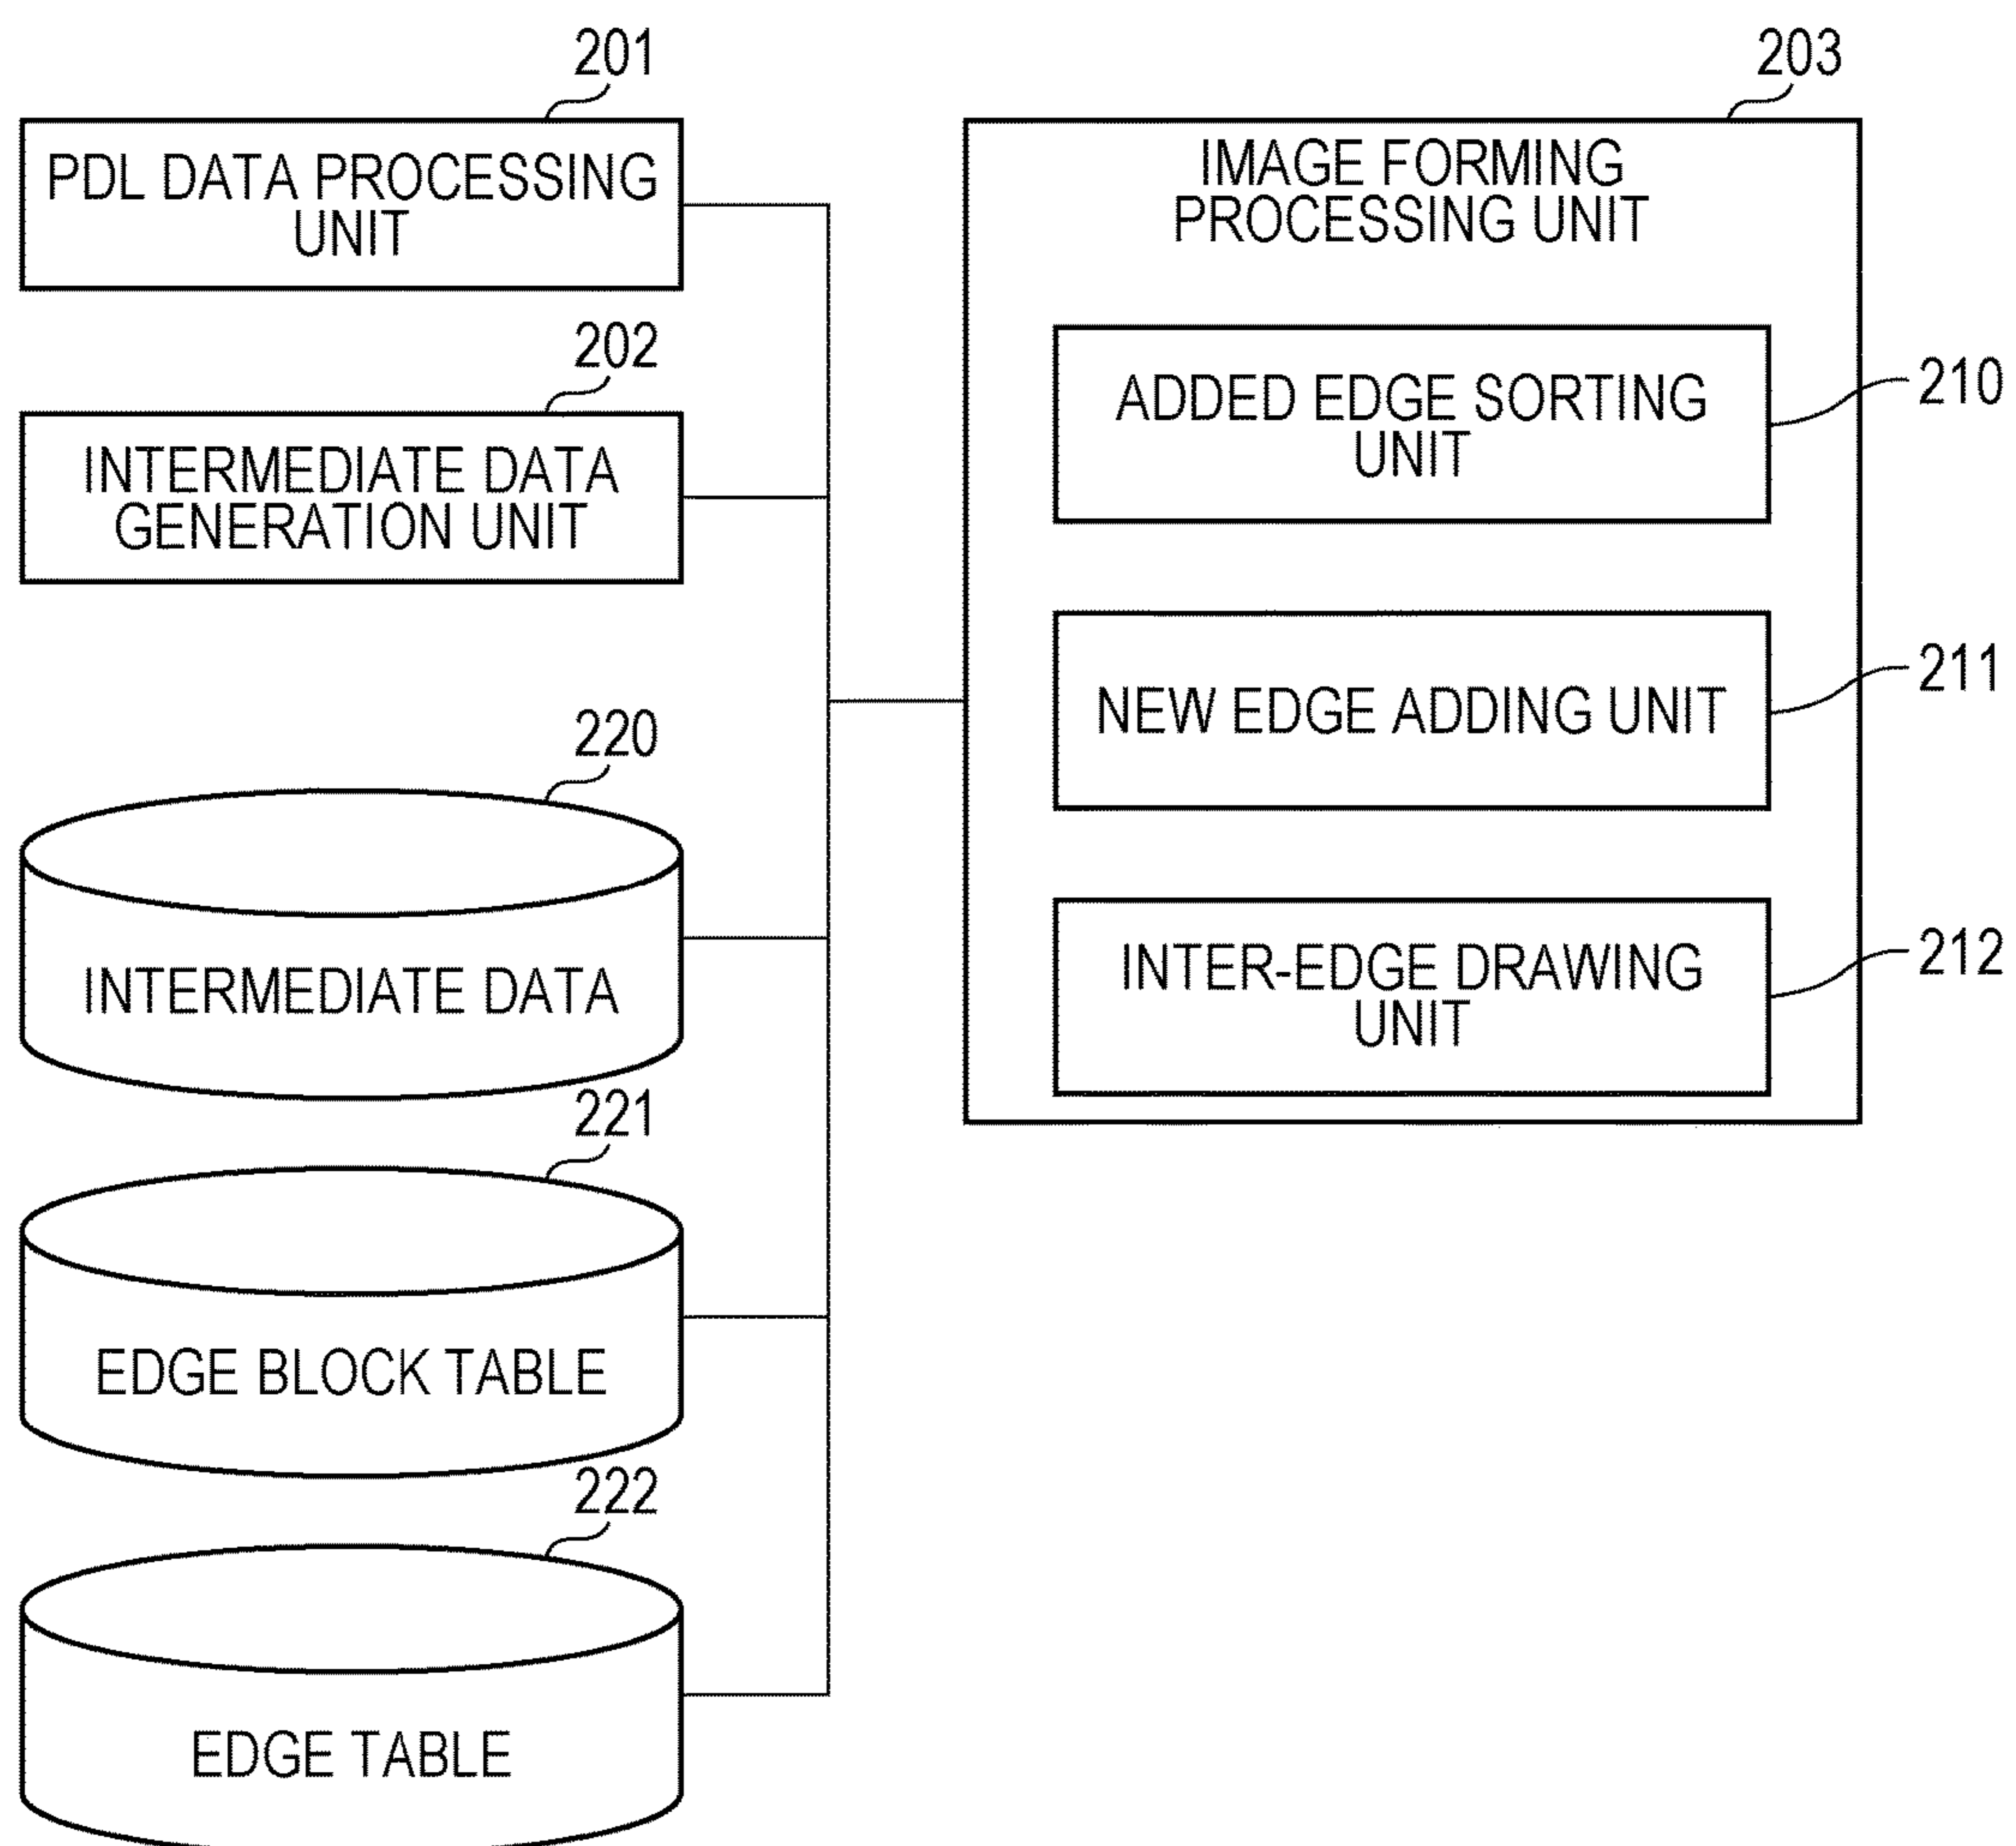 201
PDL DATA PROCESSING
UNIT
202
INTERMEDIATE DATA
GENERATION UNIT
220
INTERMEDIATE DATA
221
EDGE BLOCK TABLE
222
EDGE TABLE
203
IMAGE FORMING
PROCESSING UNIT
ADDED EDGE SORTING
UNIT
210
NEW EDGE ADDING UNIT
211
INTER-EDGE DRAWING
UNIT
212